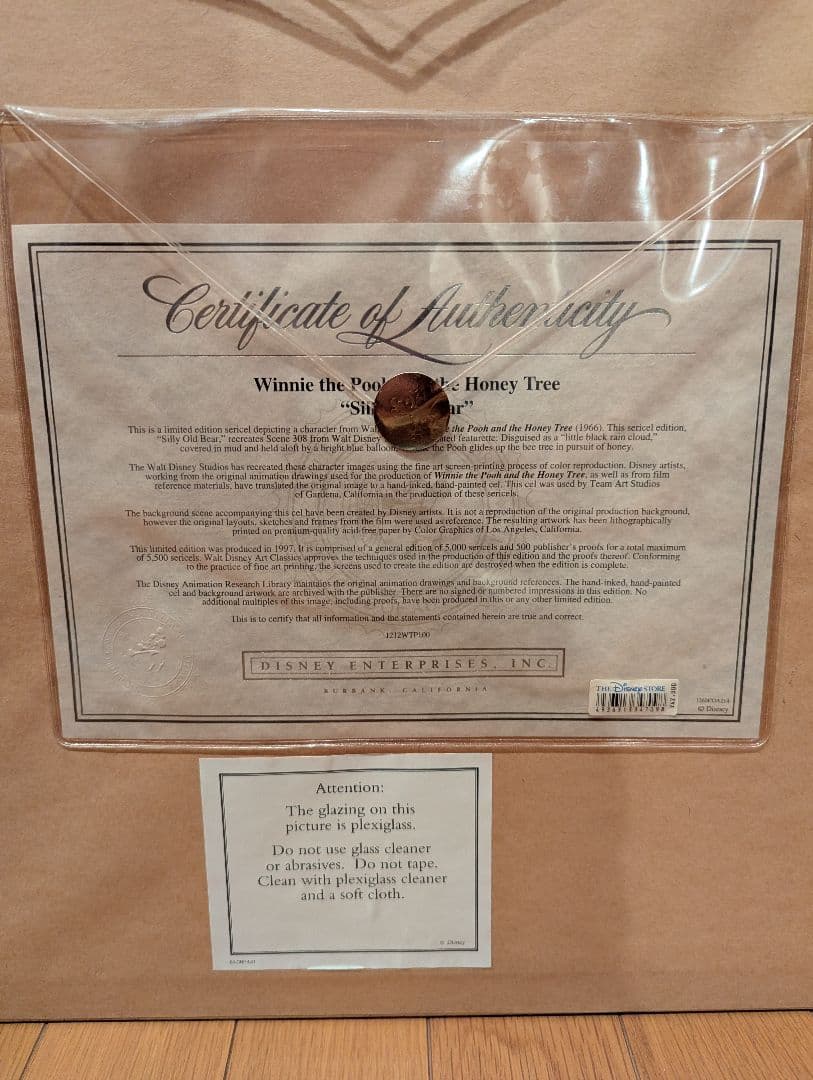 Certificate of Authenticity
Winnie the Pooh the Honey Tree
"Silly ar"
This is a limited edition sericel depicting a character from Walt the Pooh and the Honey Tree (1966). This sericel edition,
"Silly Old Bear," recreates Scene 308 from Walt Disney featurette. Disguised as a "little black rain cloud,"
covered in mud and held aloft by a bright blue balloon, the Pooh glides up the bee tree in pursuit of honey.
The Walt Disney Studios has recreated these character images using the fine art screen-printing process of color reproduction. Disney artists,
working from the original animation drawings used for the production of Winnie the Pooh and the Honey Tree, as well as from film
reference materials, have translated the original image to a hand-inked, hand-painted cel. This cel was used by Team Art Studios
of Gardena, California in the production of these sericels.
The background scene accompanying this cel have been created by Disney artists. It is not a reproduction of the original production background,
however the original layouts, sketches and frames from the film were used as reference. The resulting artwork has been lithographically
printed on premium-quality acid-free paper by Color Graphics of Los Angeles, California.
This limited edition was produced in 1997. It is comprised of a general edition of 5,000 sericels and 500 publisher's proofs for a total maximum
of 5,500 sericels. Walt Disney Art Classics approves the techniques used in the production of this edition and the proofs thereof. Conforming
to the practice of fine art printing, the screens used to create the edition are destroyed when the edition is complete.
The Disney Animation Research Library maintains the original animation drawings and background references. The hand-inked, hand-painted
cel and background artwork are archived with the publisher. There are no signed or numbered impressions in this edition. No
additional multiples of this image, including proofs, have been produced in this or any other limited edition.
This is to certify that all information and the statements contained herein are true and correct.
1212WTP100
DISNEY ENTERPRISES, INC.
BURBANK, CALIFORNIA
THE Disney STORE
© Disney
Attention:
The glazing on this
picture is plexiglass.
Do not use glass cleaner
or abrasives. Do not tape.
Clean with plexiglass cleaner
and a soft cloth.
© Disney